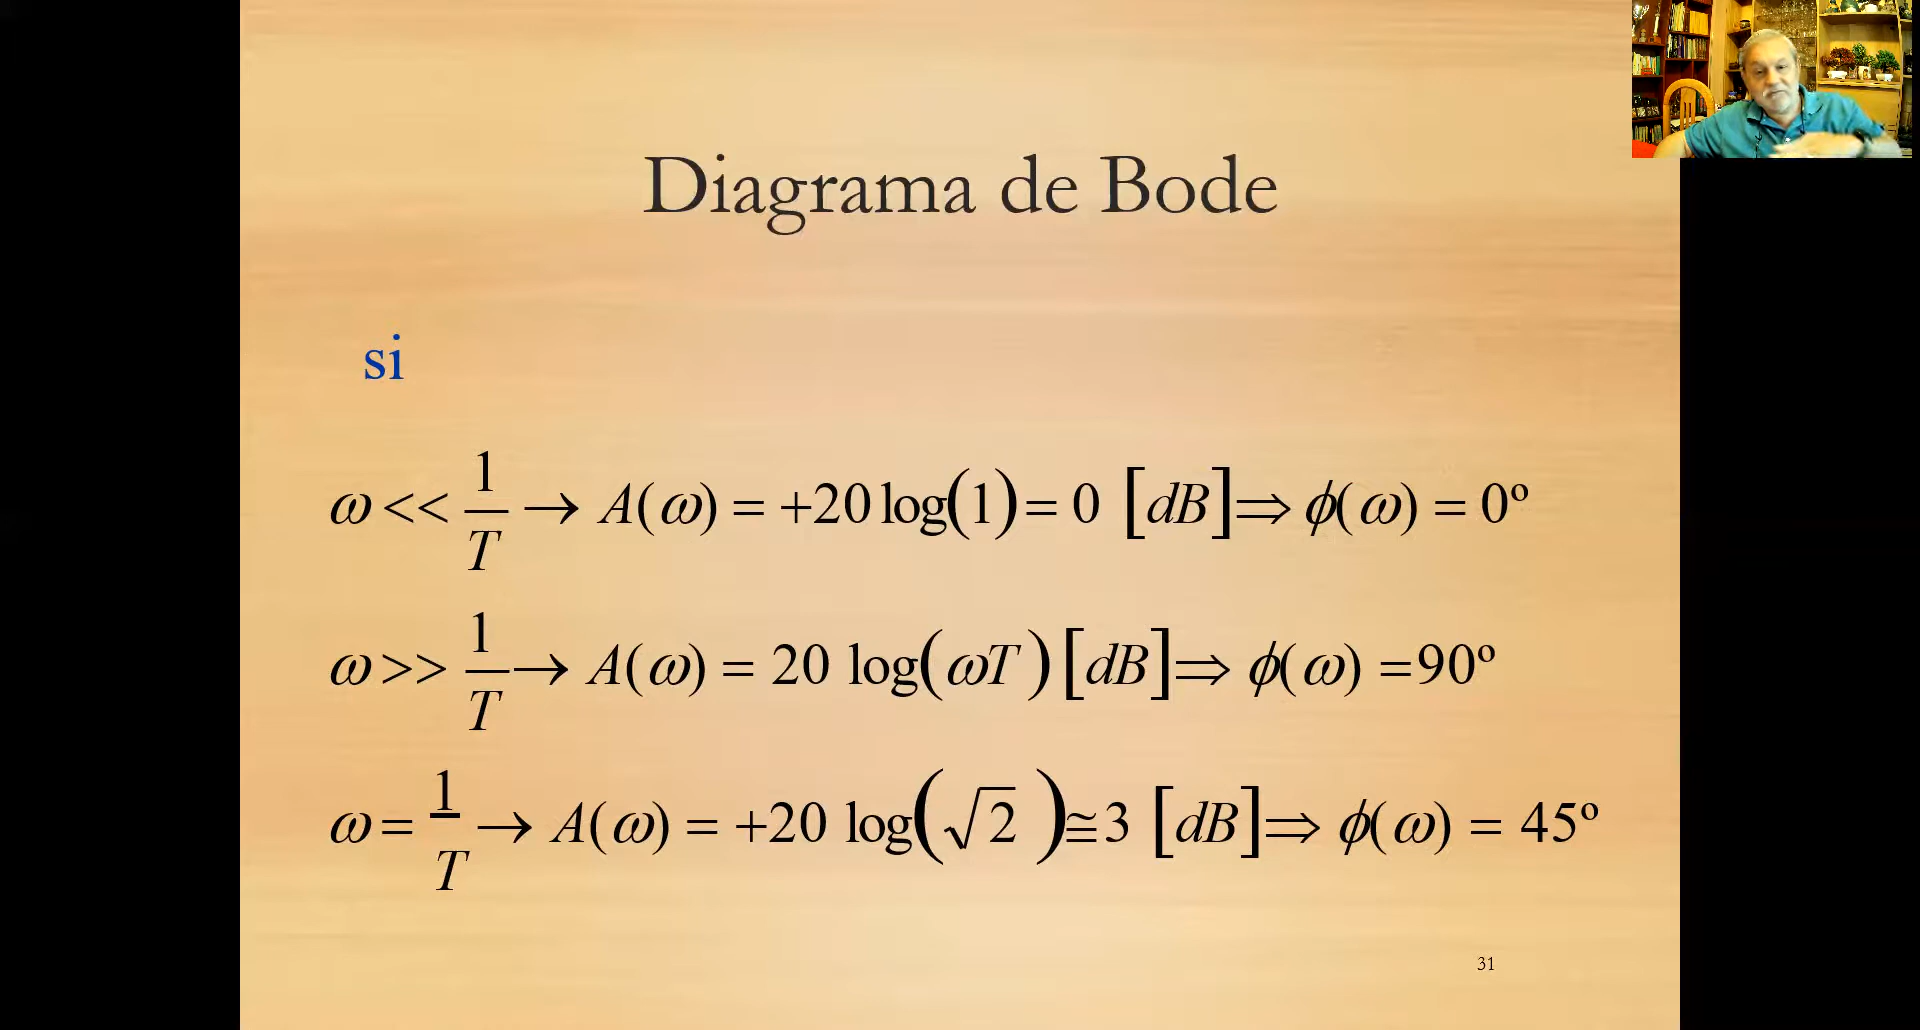 Diagrama de Bode
si
ω << 1/T → A(ω) = +20 log(1) = 0 [dB] ⇒ ϕ(ω) = 0º
ω >> 1/T → A(ω) = 20 log(ωT) [dB] ⇒ ϕ(ω) = 90º
ω = 1/T → A(ω) = +20 log(√2) ≅ 3 [dB] ⇒ ϕ(ω) = 45º
31